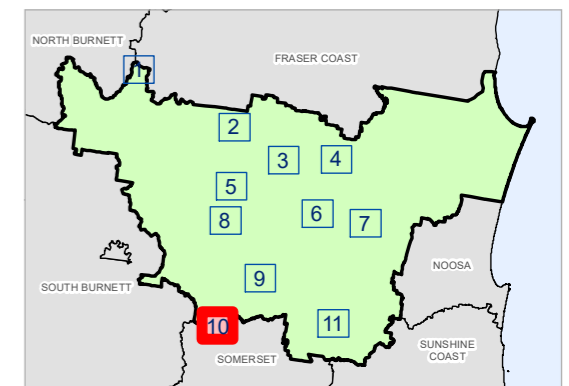 NORTH BURNETT
FRASER COAST
1
2
3
4
5
6
7
8
9
10
11
NOOSA
SOUTH BURNETT
SOMERSET
SUNSHINE
COAST